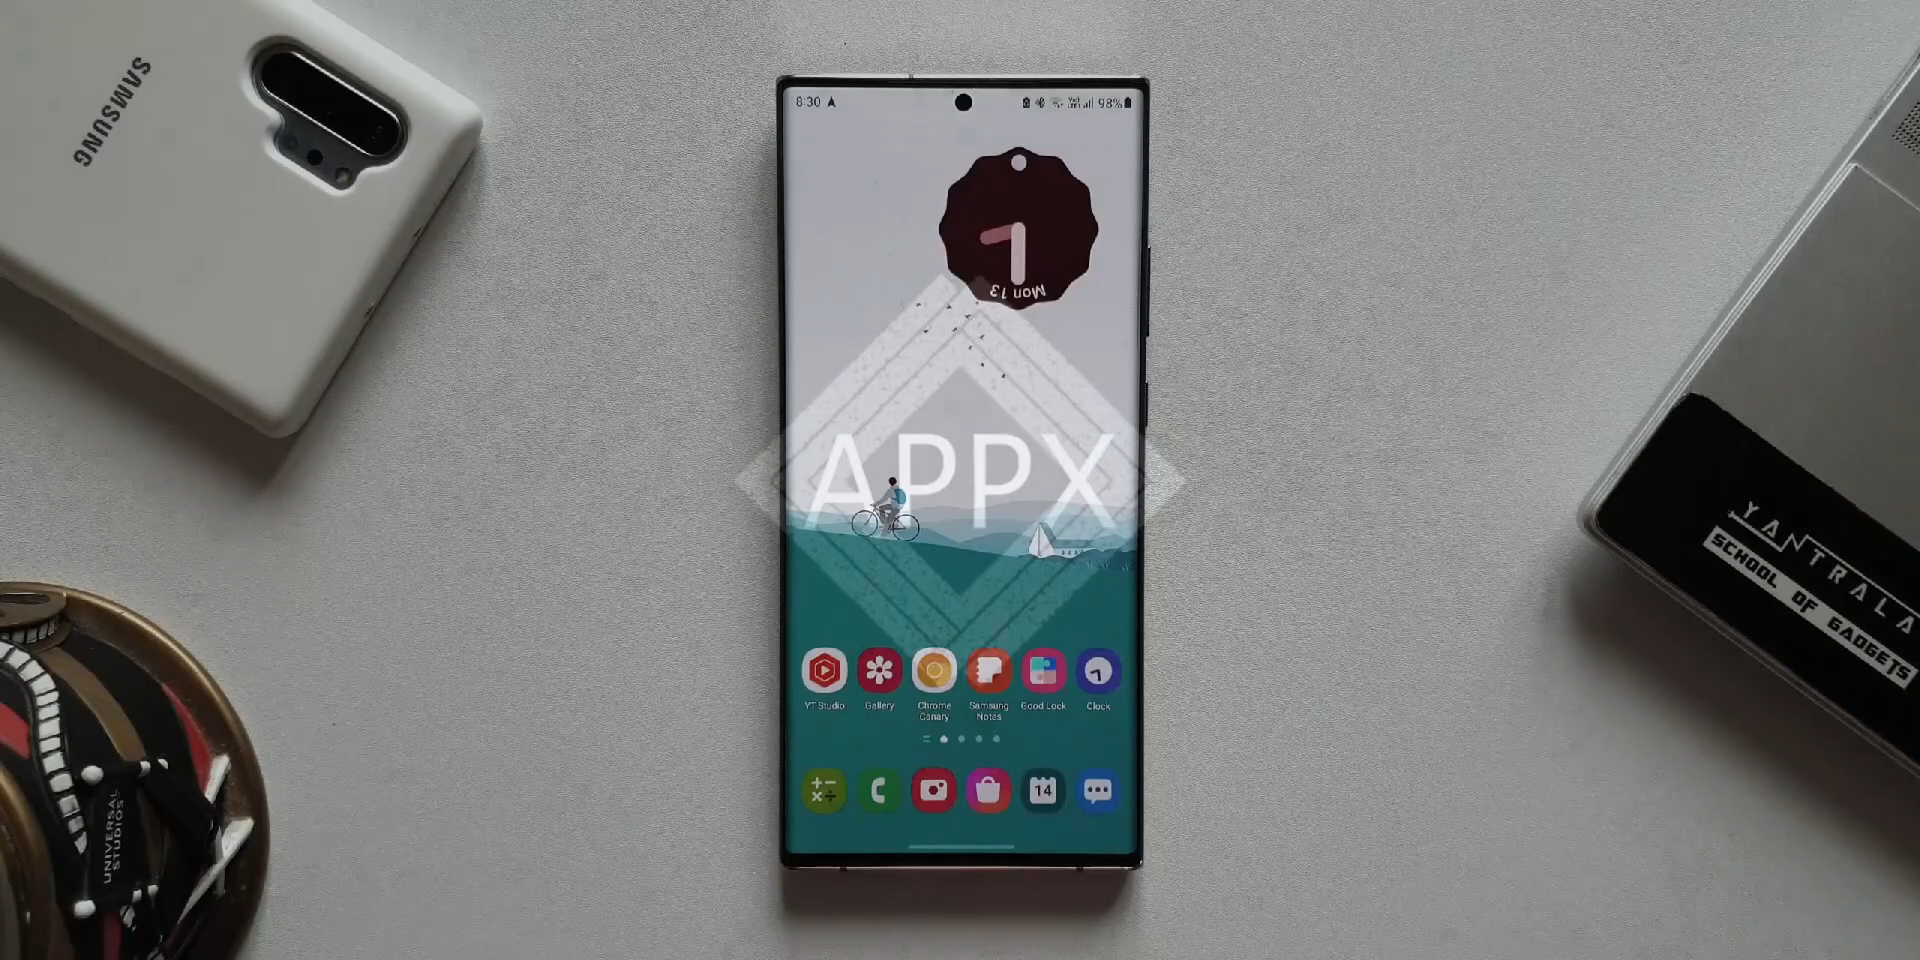 SAMSUNG
8:30
98%
Mon 13
APPX
YT Studio
Gallery
Chrome
Canary
Samsung
Notes
Good Lock
Clock
14
YANTRALA
SCHOOL OF GADGETS
UNIVERSAL
STUDIOS